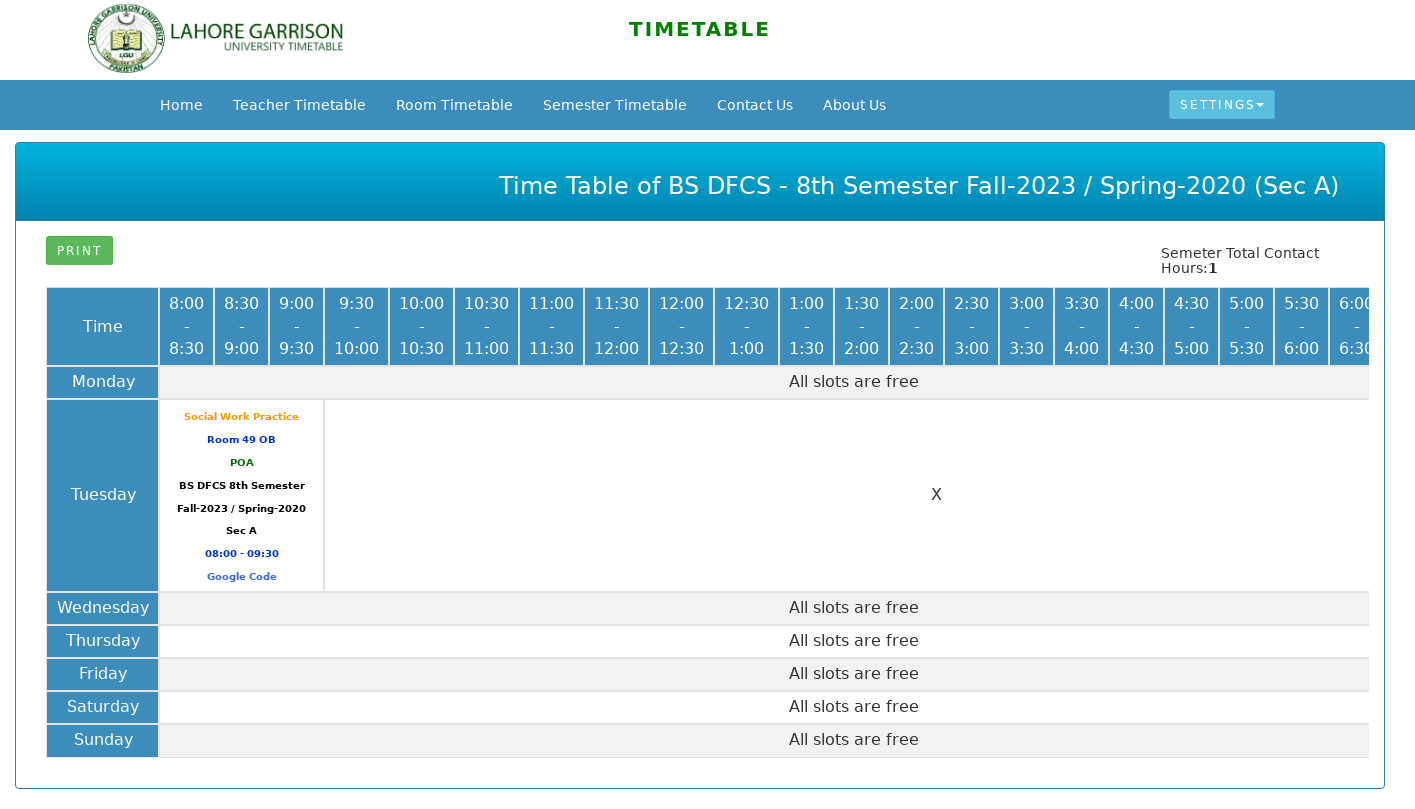 LAHORE GARRISON
UNIVERSITY TIMETABLE
LAHORE GARRISON UNIVERSITY
LGU
PAKISTAN
TIMETABLE
Home Teacher Timetable Room Timetable Semester Timetable Contact Us About Us SETTINGS
Time Table of BS DFCS - 8th Semester Fall-2023 / Spring-2020 (Sec A)
PRINT
Semeter Total Contact
Hours:1
Time
8:00 - 8:30
8:30 - 9:00
9:00 - 9:30
9:30 - 10:00
10:00 - 10:30
10:30 - 11:00
11:00 - 11:30
11:30 - 12:00
12:00 - 12:30
12:30 - 1:00
1:00 - 1:30
1:30 - 2:00
2:00 - 2:30
2:30 - 3:00
3:00 - 3:30
3:30 - 4:00
4:00 - 4:30
4:30 - 5:00
5:00 - 5:30
5:30 - 6:00
6:00 - 6:30
Monday All slots are free
Tuesday
Social Work Practice
Room 49 OB
POA
BS DFCS 8th Semester
Fall-2023 / Spring-2020
Sec A
08:00 - 09:30
Google Code
X
Wednesday All slots are free
Thursday All slots are free
Friday All slots are free
Saturday All slots are free
Sunday All slots are free